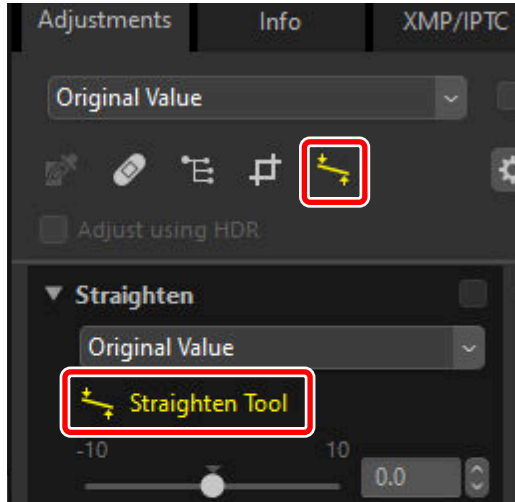 Adjustments Info XMP/IPTC
Original Value
Adjust using HDR
Straighten
Original Value
Straighten Tool
-10 10
0.0